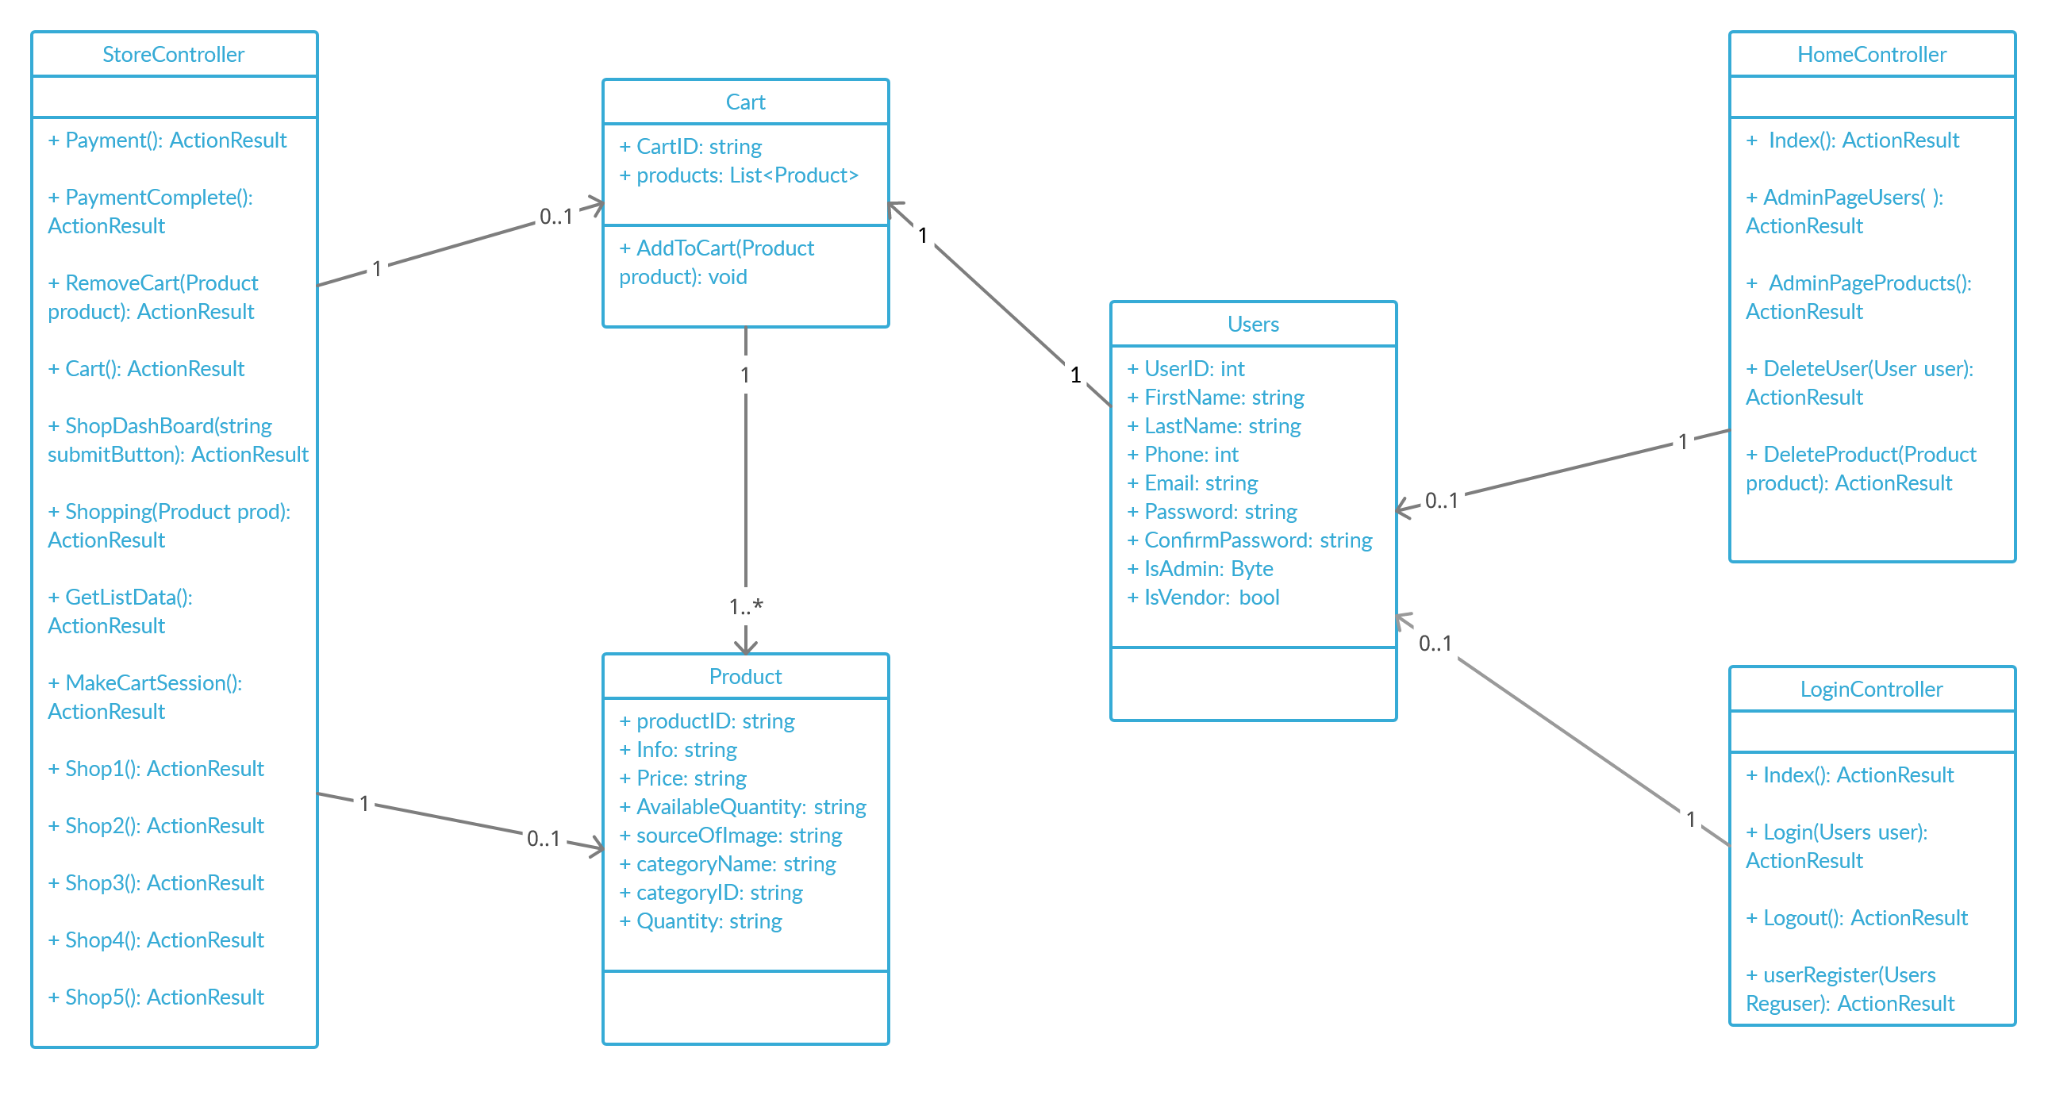 StoreController
+ Payment(): ActionResult
+ PaymentComplete():
ActionResult
+ RemoveCart(Product
product): ActionResult
+ Cart(): ActionResult
+ ShopDashBoard(string
submitButton): ActionResult
+ Shopping(Product prod):
ActionResult
+ GetListData():
ActionResult
+ MakeCartSession():
ActionResult
+ Shop1(): ActionResult
+ Shop2(): ActionResult
+ Shop3(): ActionResult
+ Shop4(): ActionResult
+ Shop5(): ActionResult
1
0..1
1
0..1
Cart
+ CartID: string
+ products: List<Product>
+ AddToCart(Product
product): void
1
1..*
Product
+ productID: string
+ Info: string
+ Price: string
+ AvailableQuantity: string
+ sourceOfImage: string
+ categoryName: string
+ categoryID: string
+ Quantity: string
1
1
Users
+ UserID: int
+ FirstName: string
+ LastName: string
+ Phone: int
+ Email: string
+ Password: string
+ ConfirmPassword: string
+ IsAdmin: Byte
+ IsVendor: bool
0..1
1
0..1
1
HomeController
+ Index(): ActionResult
+ AdminPageUsers( ):
ActionResult
+ AdminPageProducts():
ActionResult
+ DeleteUser(User user):
ActionResult
+ DeleteProduct(Product
product): ActionResult
LoginController
+ Index(): ActionResult
+ Login(Users user):
ActionResult
+ Logout(): ActionResult
+ userRegister(Users
Reguser): ActionResult